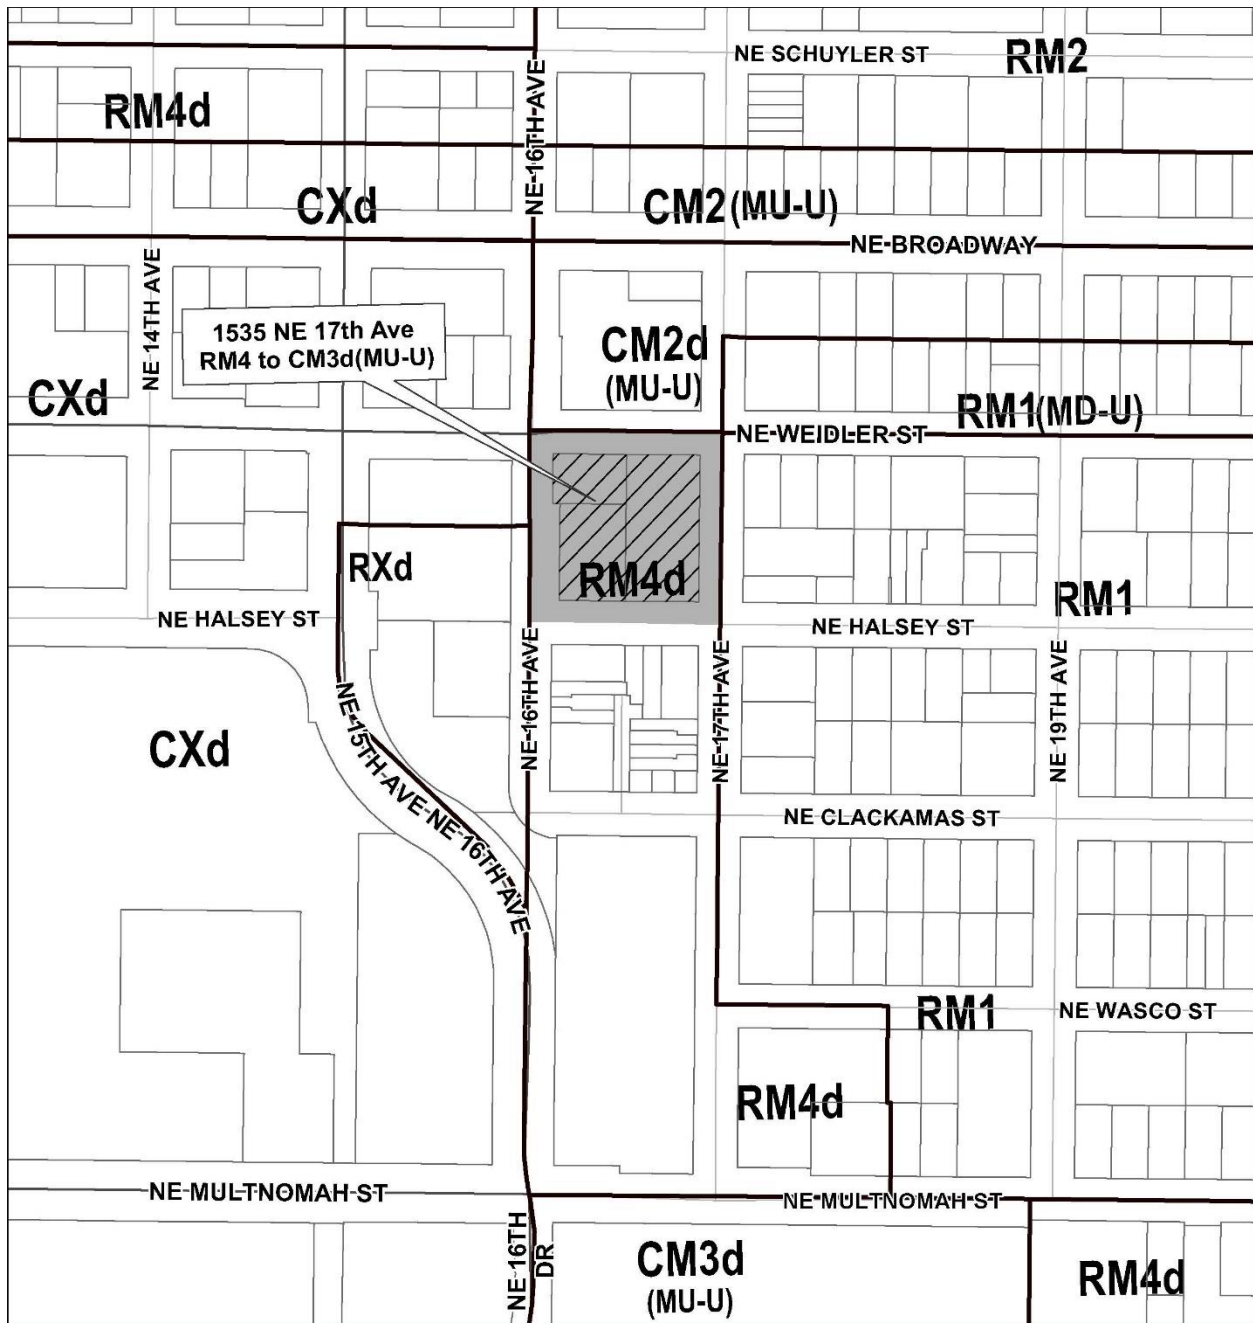 NE SCHUYLER ST
RM2
NE 16TH AVE
RM4d
CXd
CM2 (MU-U)
NE BROADWAY
NE 14TH AVE
1535 NE 17th Ave
RM4 to CM3d(MU-U)
CM2d
(MU-U)
CXd
RM1(MD-U)
NE WEIDLER ST
RXd
RM4d
RM1
NE HALSEY ST
NE HALSEY ST
NE 16TH AVE
NE 17TH AVE
NE 19TH AVE
CXd
NE 15TH AVE-NE 16TH AVE
NE CLACKAMAS ST
RM1
NE WASCO ST
RM4d
NE MULTNOMAH ST
NE MULTNOMAH ST
NE 16TH
DR
CM3d
(MU-U)
RM4d